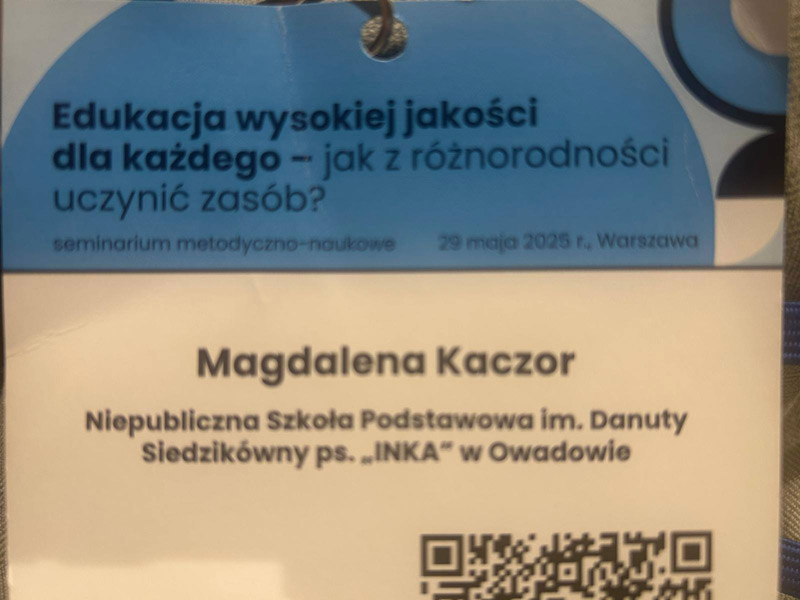 Edukacja wysokiej jakości
dla każdego – jak z różnorodności
uczynić zasób?
seminarium metodyczno-naukowe 29 maja 2025 r., Warszawa
Magdalena Kaczor
Niepubliczna Szkoła Podstawowa im. Danuty
Siedzikówny ps. „INKA” w Owadowie